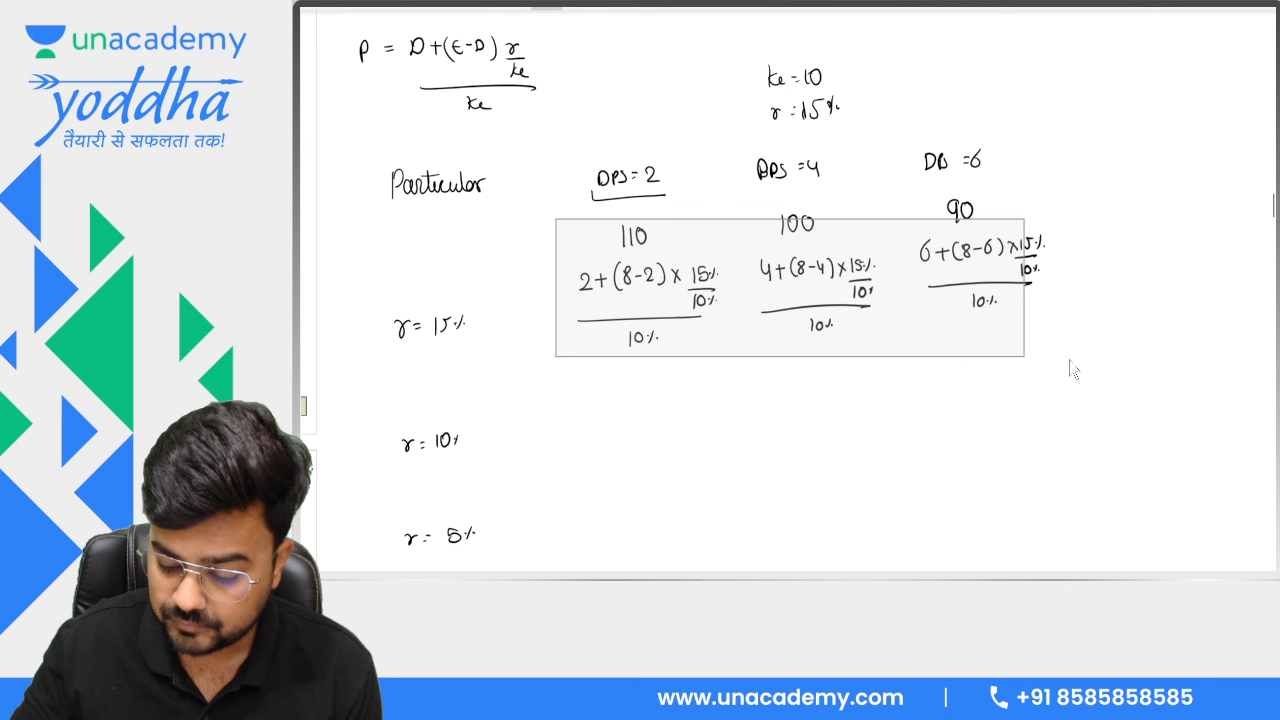 unacademy
yoddha
तैयारी से सफलता तक!
P = D+(E-D) r/ke
ke
ke = 10
r = 15%
Particular
DPS = 2
DPS = 4
DB = 6
110
100
90
2+(8-2) × 15%/10%
10%
4+(8-4) × 15%/10%
10%
6+(8-6) × 15%/10%
10%
r = 15%
r = 10%
r = 5%
www.unacademy.com | +91 8585858585